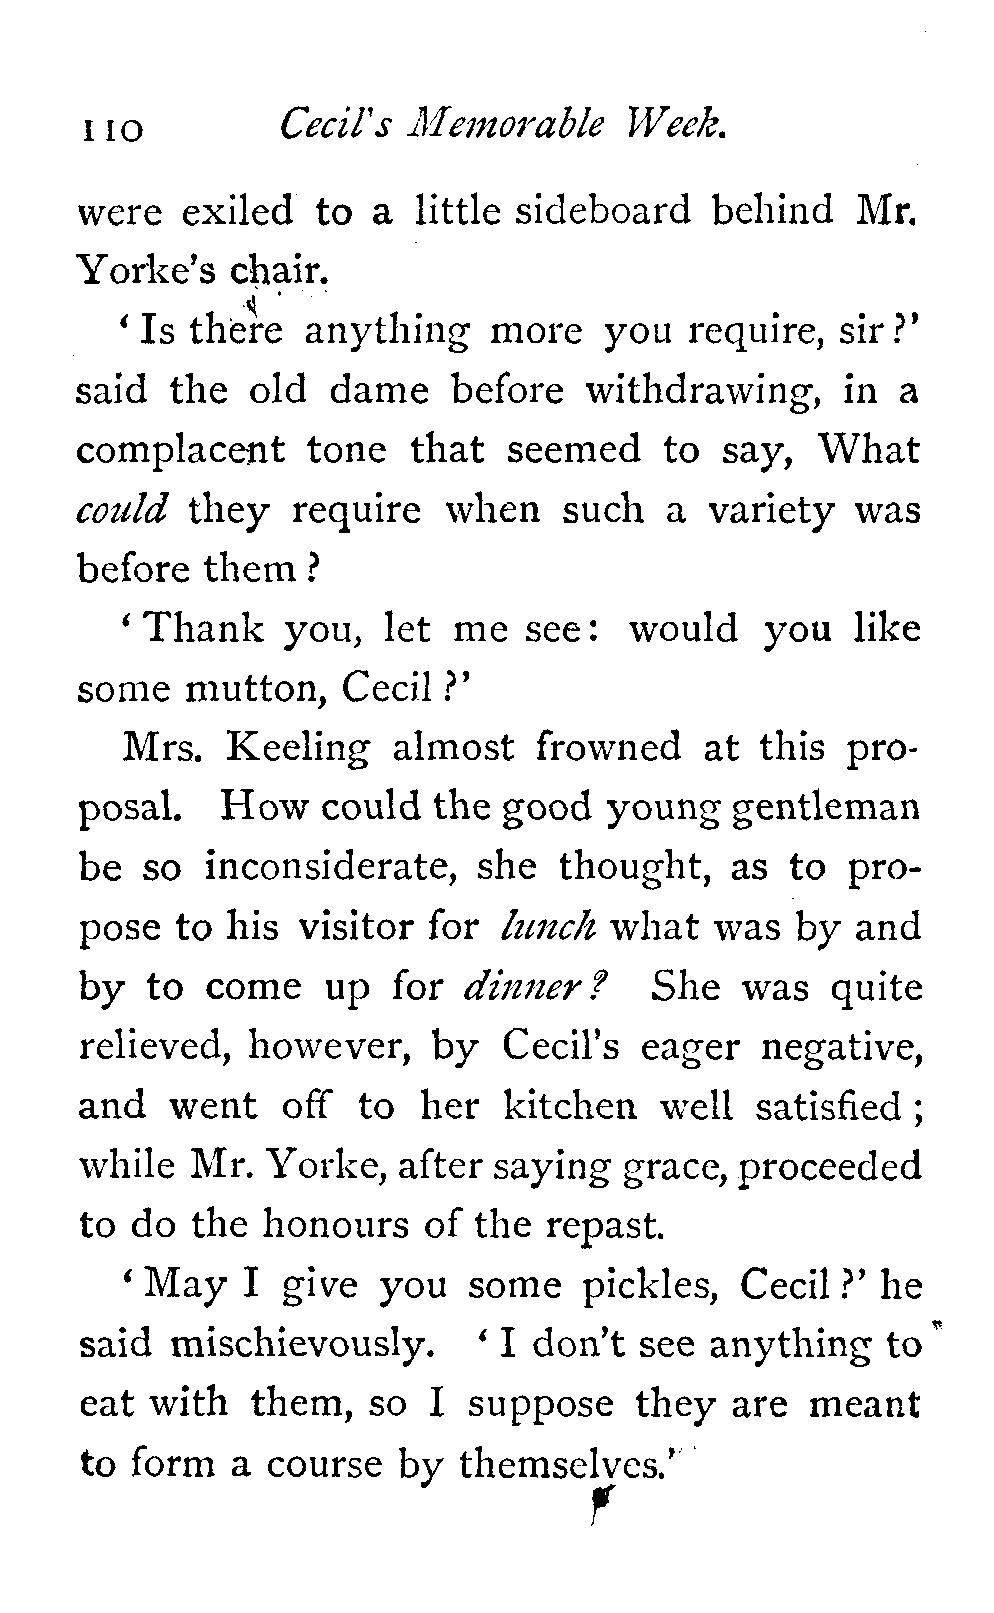 110 Cecil's Memorable Week.
were exiled to a little sideboard behind Mr.
Yorke's chair.
‘ Is there anything more you require, sir ?’
said the old dame before withdrawing, in a
complacent tone that seemed to say, What
could they require when such a variety was
before them ?
‘ Thank you, let me see : would you like
some mutton, Cecil ?’
Mrs. Keeling almost frowned at this pro-
posal. How could the good young gentleman
be so inconsiderate, she thought, as to pro-
pose to his visitor for lunch what was by and
by to come up for dinner ? She was quite
relieved, however, by Cecil's eager negative,
and went off to her kitchen well satisfied ;
while Mr. Yorke, after saying grace, proceeded
to do the honours of the repast.
‘ May I give you some pickles, Cecil ?’ he
said mischievously. ‘ I don't see anything to
eat with them, so I suppose they are meant
to form a course by themselves.’